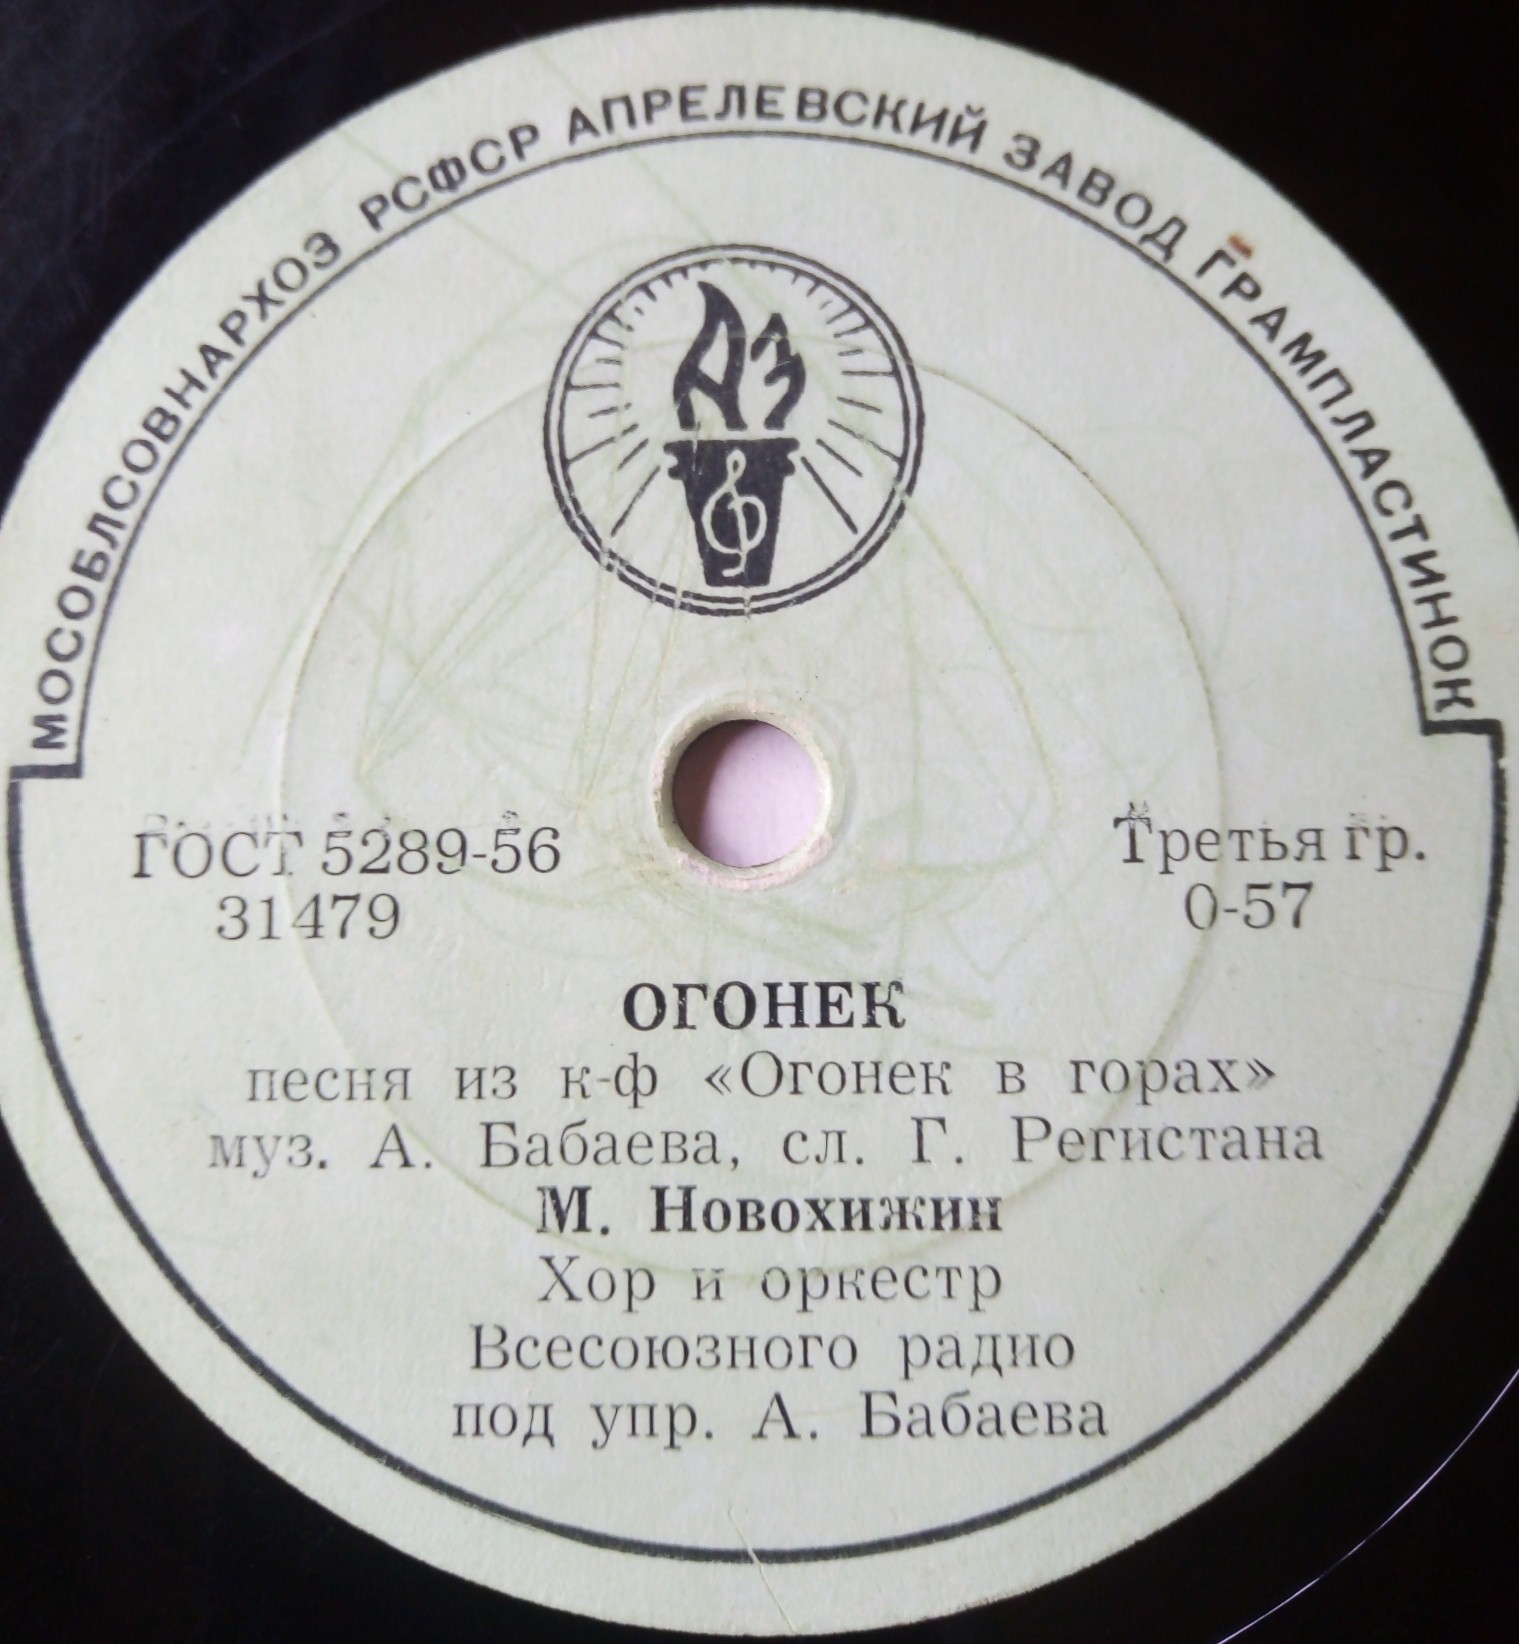 МОСОБЛСОВНАРХОЗ РСФСР АПРЕЛЕВСКИЙ ЗАВОД ГРАМПЛАСТИНОК
АЗ
ГОСТ 5289-56
Третья гр.
31479
0-57
ОГОНЕК
песня из к-ф «Огонек в горах»
муз. А. Бабаева, сл. Г. Регистана
М. Новохижин
Хор и оркестр
Всесоюзного радио
под упр. А. Бабаева